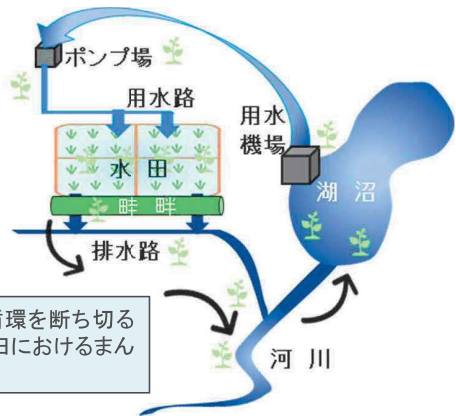 ポンプ場
用水路
用水
機場
水田
湖沼
畦畔
排水路
河川
循環を断ち切る
田におけるまん